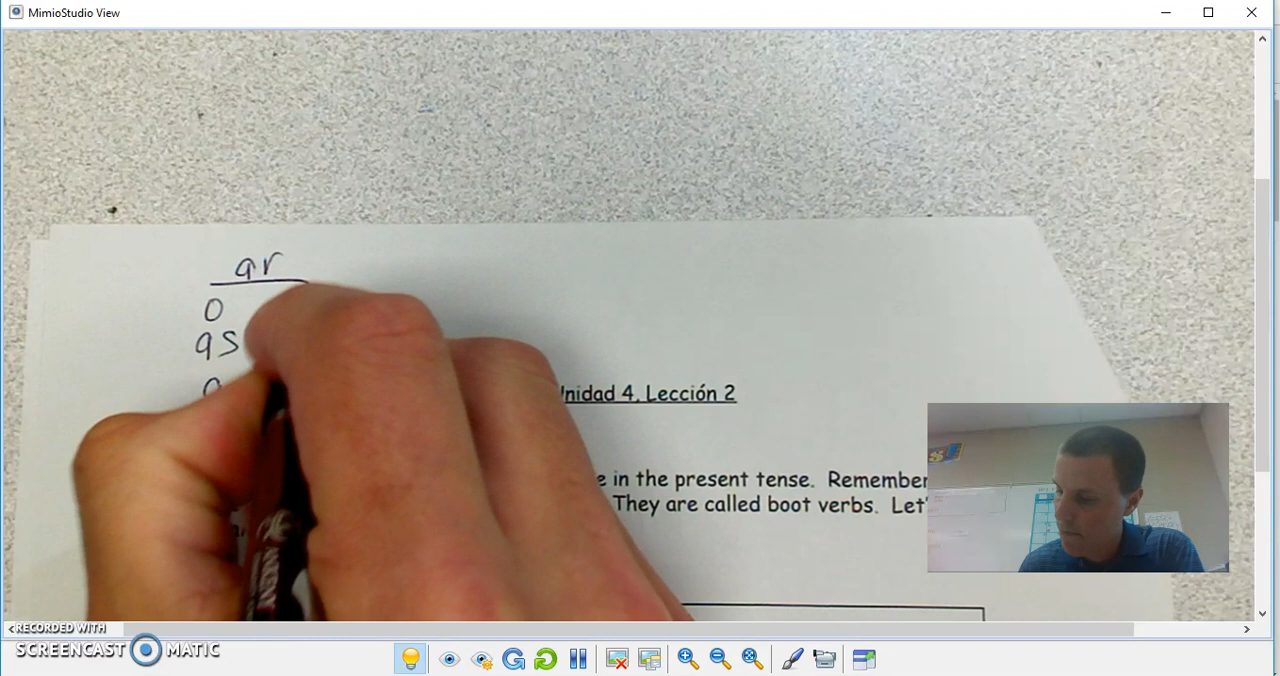 MimioStudio View
ar
o
as
a
Unidad 4, Lección 2
e in the present tense. Remember
They are called boot verbs. Let'
RECORDED WITH
SCREENCAST MATIC